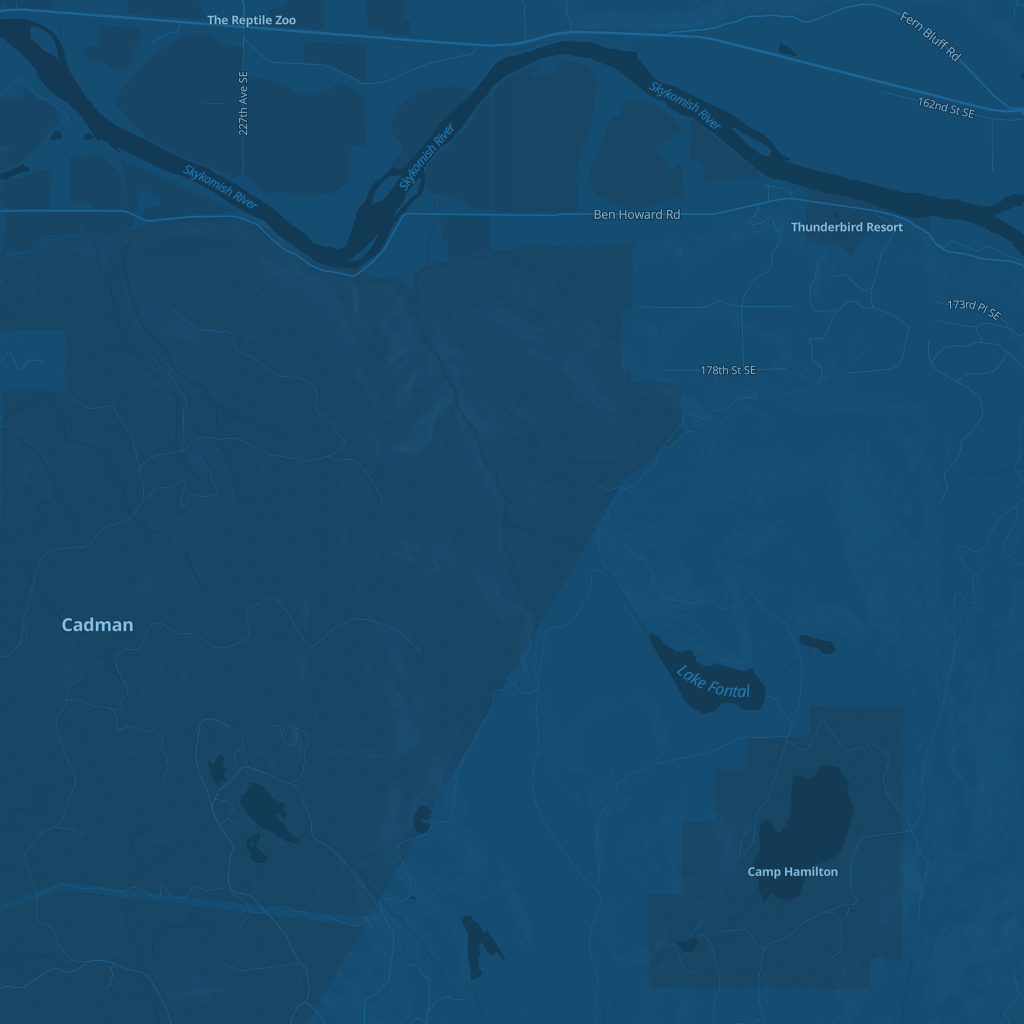 The Reptile Zoo
Fern Bluff Rd
227th Ave SE
Skykomish River
162nd St SE
Skykomish River
Skykomish River
Ben Howard Rd
Thunderbird Resort
173rd Pl SE
178th St SE
Cadman
Lake Fontal
Camp Hamilton